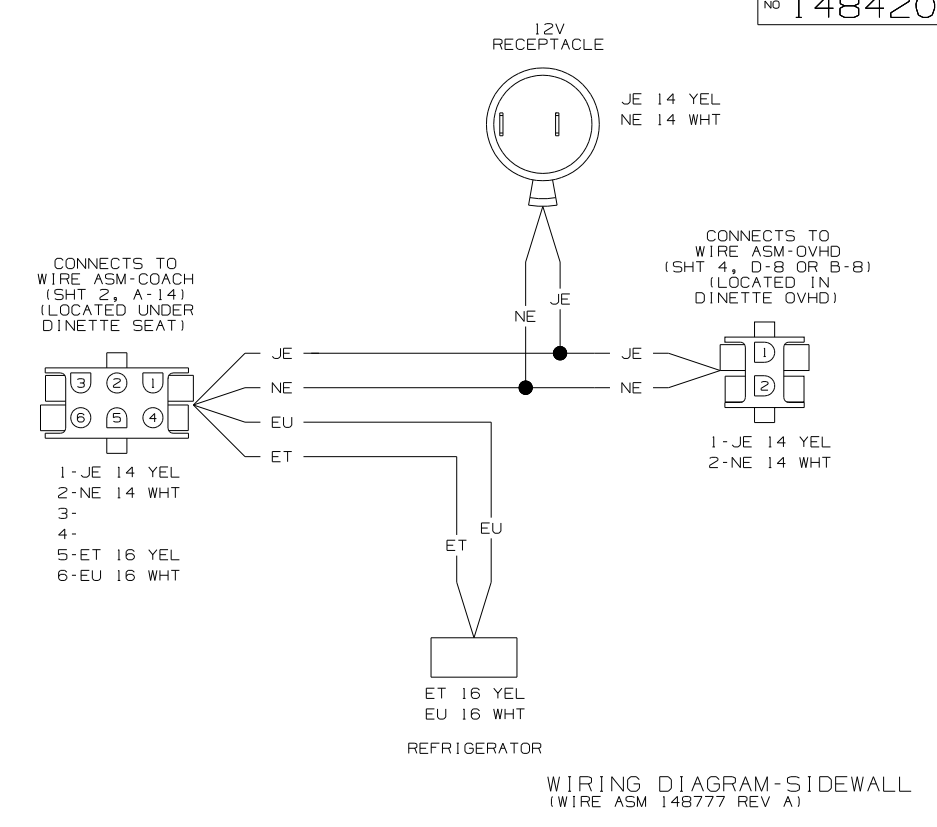 NO 148420
12V
RECEPTACLE
JE 14 YEL
NE 14 WHT
CONNECTS TO
WIRE ASM-OVHD
(SHT 4, D-8 OR B-8)
(LOCATED IN
DINETTE OVHD)
CONNECTS TO
WIRE ASM-COACH
(SHT 2, A-14)
(LOCATED UNDER
DINETTE SEAT)
JE
NE
JE
JE
NE
NE
EU
ET
3 2 1
6 5 4
1
2
1-JE 14 YEL
2-NE 14 WHT
1-JE 14 YEL
2-NE 14 WHT
3-
4-
5-ET 16 YEL
6-EU 16 WHT
EU
ET
ET 16 YEL
EU 16 WHT
REFRIGERATOR
WIRING DIAGRAM-SIDEWALL
(WIRE ASM 148777 REV A)